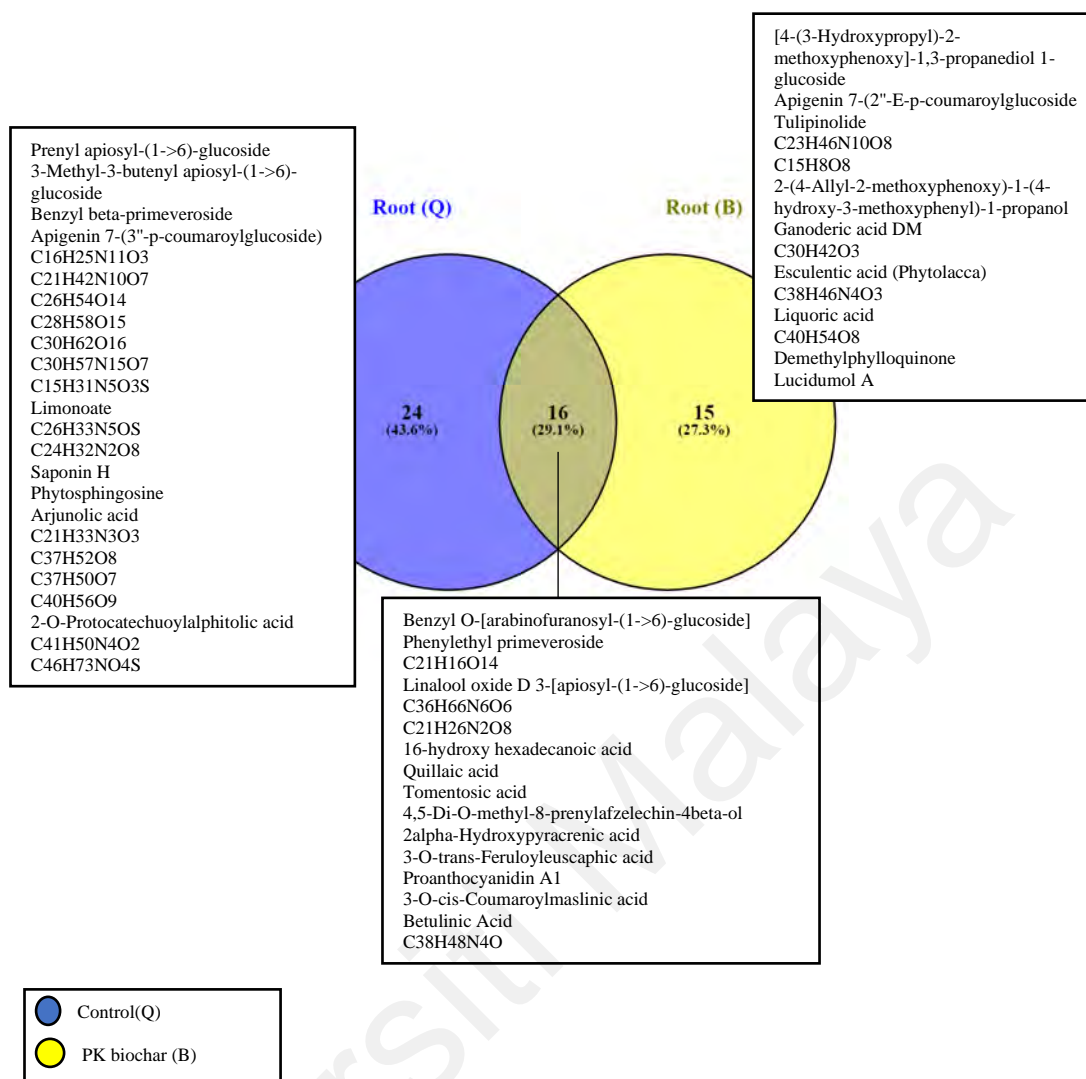 [4-(3-Hydroxypropyl)-2-
methoxyphenoxy]-1,3-propanediol 1-
glucoside
Apigenin 7-(2"-E-p-coumaroylglucoside
Tulipinolide
C23H46N10O8
C15H8O8
2-(4-Allyl-2-methoxyphenoxy)-1-(4-
hydroxy-3-methoxyphenyl)-1-propanol
Ganoderic acid DM
C30H42O3
Esculentic acid (Phytolacca)
C38H46N4O3
Liquoric acid
C40H54O8
Demethylphylloquinone
Lucidumol A
Prenyl apiosyl-(1->6)-glucoside
3-Methyl-3-butenyl apiosyl-(1->6)-
glucoside
Benzyl beta-primeveroside
Apigenin 7-(3"-p-coumaroylglucoside)
C16H25N11O3
C21H42N10O7
C26H54O14
C28H58O15
C30H62O16
C30H57N15O7
C15H31N5O3S
Limonoate
C26H33N5OS
C24H32N2O8
Saponin H
Phytosphingosine
Arjunolic acid
C21H33N3O3
C37H52O8
C37H50O7
C40H56O9
2-O-Protocatechuoylalphitolic acid
C41H50N4O2
C46H73NO4S
Root (Q)
Root (B)
24
(43.6%)
16
(29.1%)
15
(27.3%)
Benzyl O-[arabinofuranosyl-(1->6)-glucoside]
Phenylethyl primeveroside
C21H16O14
Linalool oxide D 3-[apiosyl-(1->6)-glucoside]
C36H66N6O6
C21H26N2O8
16-hydroxy hexadecanoic acid
Quillaic acid
Tomentosic acid
4,5-Di-O-methyl-8-prenylafzelechin-4beta-ol
2alpha-Hydroxypyracrenic acid
3-O-trans-Feruloyleuscaphic acid
Proanthocyanidin A1
3-O-cis-Coumaroylmaslinic acid
Betulinic Acid
C38H48N4O
Control(Q)
PK biochar (B)
rsiti Malaya